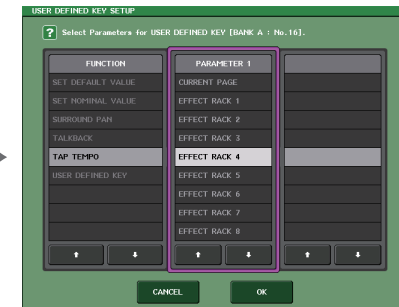 USER DEFINED KEY SETUP
? Select Parameters for USER DEFINED KEY [BANK A : No.16].
FUNCTION
SET DEFAULT VALUE
SET NOMINAL VALUE
SURROUND PAN
TALKBACK
TAP TEMPO
USER DEFINED KEY
PARAMETER 1
CURRENT PAGE
EFFECT RACK 1
EFFECT RACK 2
EFFECT RACK 3
EFFECT RACK 4
EFFECT RACK 5
EFFECT RACK 6
EFFECT RACK 7
EFFECT RACK 8
CANCEL
OK